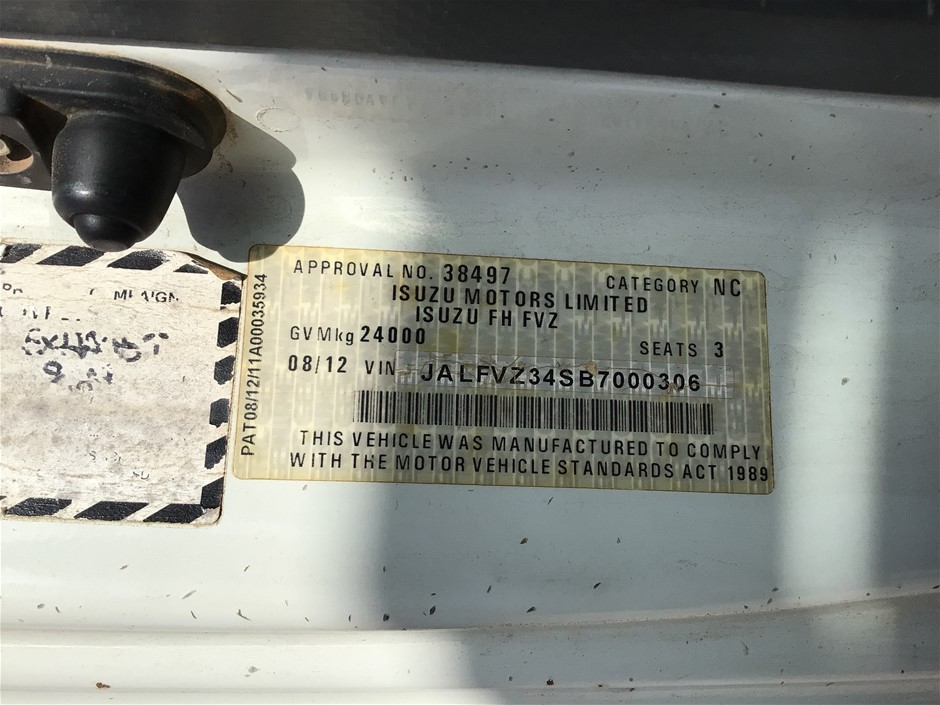 APPROVAL NO. 38497
CATEGORY NC
ISUZU MOTORS LIMITED
ISUZU FH FVZ
GVMkg 24000
SEATS 3
08/12 VIN JALFVZ34SB7000306
THIS VEHICLE WAS MANUFACTURED TO COMPLY
WITH THE MOTOR VEHICLE STANDARDS ACT 1989
PAT08/12/11A00035934